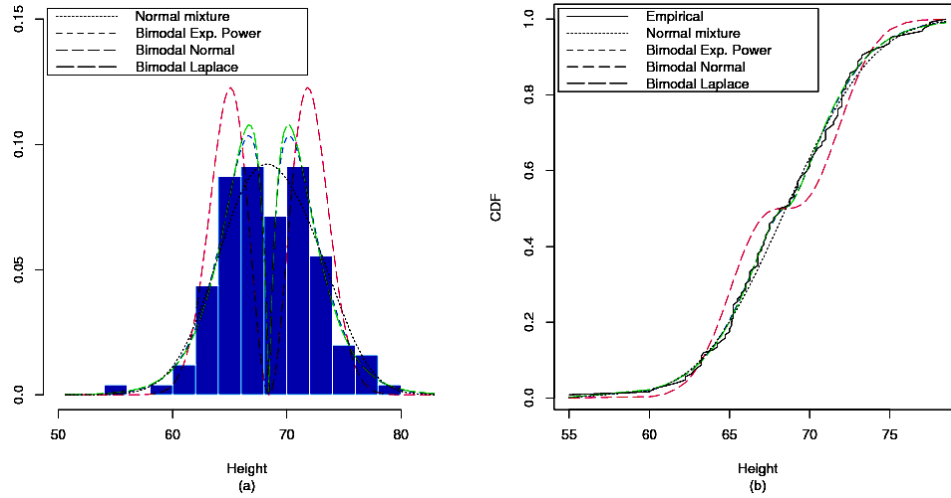 Normal mixture
Bimodal Exp. Power
Bimodal Normal
Bimodal Laplace
0.15
0.10
0.05
0.0
50
60
70
80
Height
(a)
Empirical
Normal mixture
Bimodal Exp. Power
Bimodal Normal
Bimodal Laplace
CDF
1.0
0.8
0.6
0.4
0.2
0.0
55
60
65
70
75
Height
(b)